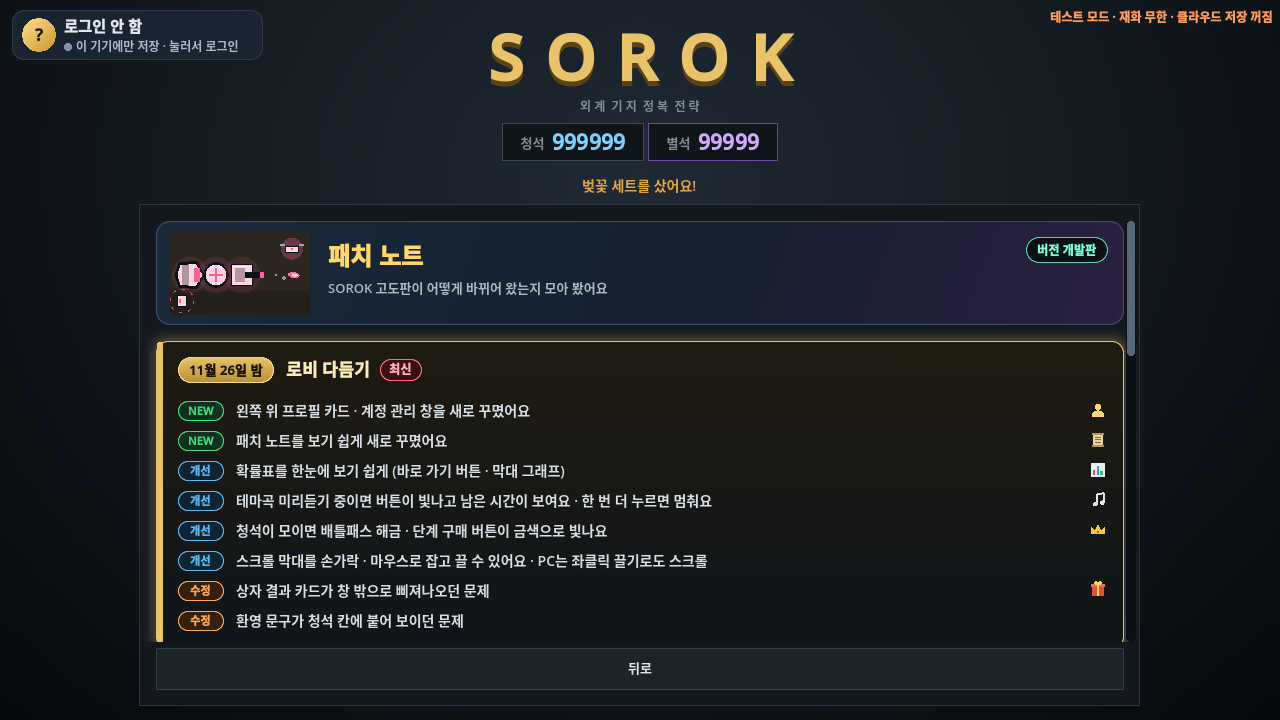 ?
로그인 안 함
이 기기에만 저장 · 눌러서 로그인
테스트 모드 · 재화 무한 · 클라우드 저장 꺼짐
SOROK
외계 기지 정복 전략
청석 999999
별석 99999
벚꽃 세트를 샀어요!
패치 노트
SOROK 고도판이 어떻게 바뀌어 왔는지 모아 봤어요
버전 개발판
11월 26일 밤 로비 다듬기 최신
NEW 왼쪽 위 프로필 카드 · 계정 관리 창을 새로 꾸몄어요
NEW 패치 노트를 보기 쉽게 새로 꾸몄어요
개선 확률표를 한눈에 보기 쉽게 (바로 가기 버튼 · 막대 그래프)
개선 테마곡 미리듣기 중이면 버튼이 빛나고 남은 시간이 보여요 · 한 번 더 누르면 멈춰요
개선 청석이 모이면 배틀패스 해금 · 단계 구매 버튼이 금색으로 빛나요
개선 스크롤 막대를 손가락 · 마우스로 잡고 끌 수 있어요 · PC는 좌클릭 끌기로도 스크롤
수정 상자 결과 카드가 창 밖으로 삐져나오던 문제
수정 환영 문구가 청석 칸에 붙어 보이던 문제
뒤로